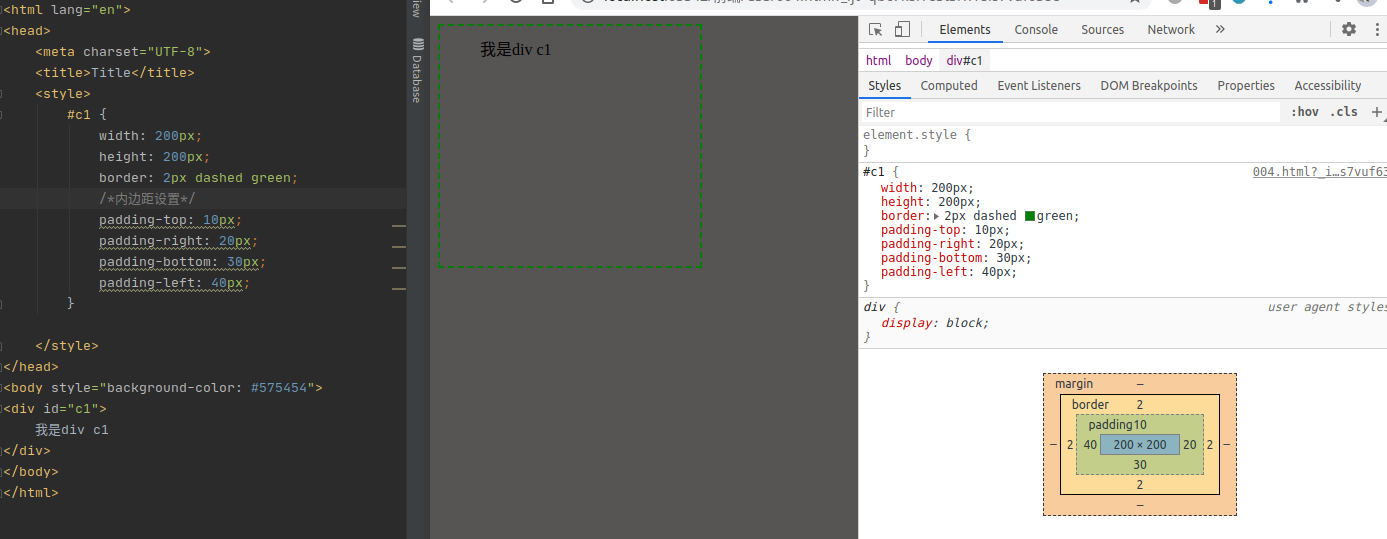 <html lang="en">
<head>
<meta charset="UTF-8">
<title>Title</title>
<style>
#c1 {
width: 200px;
height: 200px;
border: 2px dashed green;
/*内边距设置*/
padding-top: 10px;
padding-right: 20px;
padding-bottom: 30px;
padding-left: 40px;
}
</style>
</head>
<body style="background-color: #575454">
<div id="c1">
我是div c1
</div>
</body>
</html>
Database
我是div c1
1
Elements Console Sources Network »
html body div#c1
Styles Computed Event Listeners DOM Breakpoints Properties Accessibility
Filter :hov .cls +
element.style {
}
#c1 { 004.html?_i…s7vuf63
width: 200px;
height: 200px;
border: 2px dashed green;
padding-top: 10px;
padding-right: 20px;
padding-bottom: 30px;
padding-left: 40px;
}
div { user agent styles
display: block;
}
margin –
border 2
padding 10
– 2 40 200 × 200 20 2 –
30
2
–